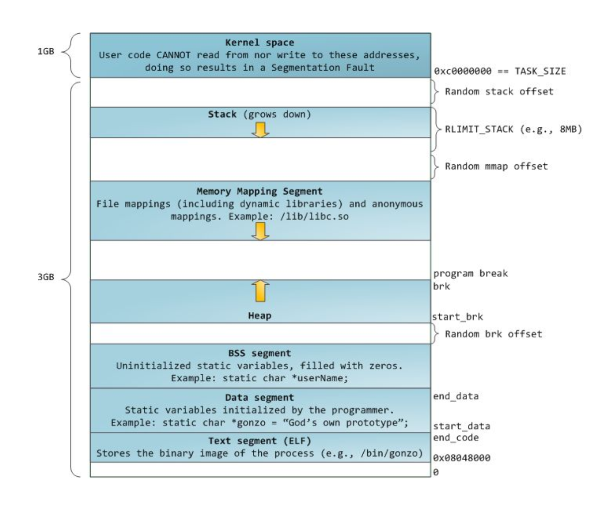 1GB
Kernel space
User code CANNOT read from nor write to these addresses,
doing so results in a Segmentation Fault
0xc0000000 == TASK_SIZE
Random stack offset
Stack (grows down)
RLIMIT_STACK (e.g., 8MB)
Random mmap offset
Memory Mapping Segment
File mappings (including dynamic libraries) and anonymous
mappings. Example: /lib/libc.so
3GB
program break
brk
Heap
start_brk
Random brk offset
BSS segment
Uninitialized static variables, filled with zeros.
Example: static char *userName;
Data segment
Static variables initialized by the programmer.
Example: static char *gonzo = “God’s own prototype”;
end_data
start_data
end_code
Text segment (ELF)
Stores the binary image of the process (e.g., /bin/gonzo)
0x08048000
0